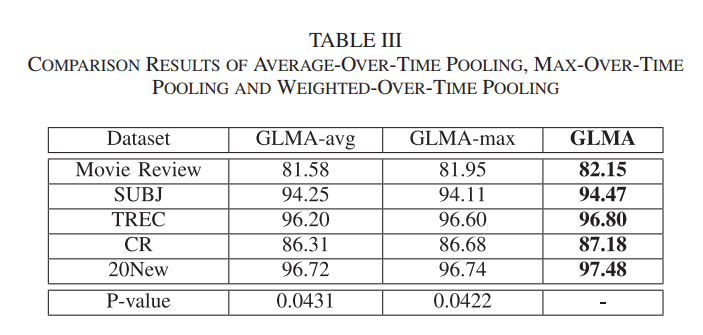 TABLE III
COMPARISON RESULTS OF AVERAGE-OVER-TIME POOLING, MAX-OVER-TIME
POOLING AND WEIGHTED-OVER-TIME POOLING
Dataset GLMA-avg GLMA-max GLMA
Movie Review 81.58 81.95 82.15
SUBJ 94.25 94.11 94.47
TREC 96.20 96.60 96.80
CR 86.31 86.68 87.18
20New 96.72 96.74 97.48
P-value 0.0431 0.0422 -